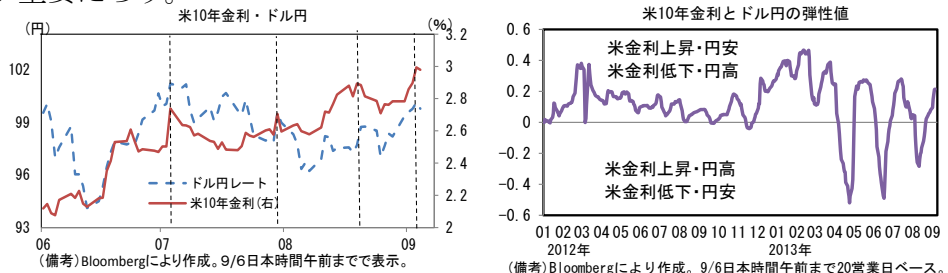 米10年金利・ドル円
(円)
(%)
3.2
102
3
2.8
99
2.6
2.4
96
ドル円レート
2.2
米10年金利(右)
93
2
06
07
08
09
(備考)Bloombergにより作成。9/6日本時間午前までで表示。
米10年金利とドル円の弾性値
0.6
米金利上昇・円安
0.4
米金利低下・円高
0.2
0
-0.2
米金利上昇・円高
-0.4
米金利低下・円安
-0.6
01 02 03 04 05 06 07 08 09 10 11 12 01 02 03 04 05 06 07 08 09
2012年
2013年
(備考)Bloombergにより作成。9/6日本時間午前まで20営業日ベース。